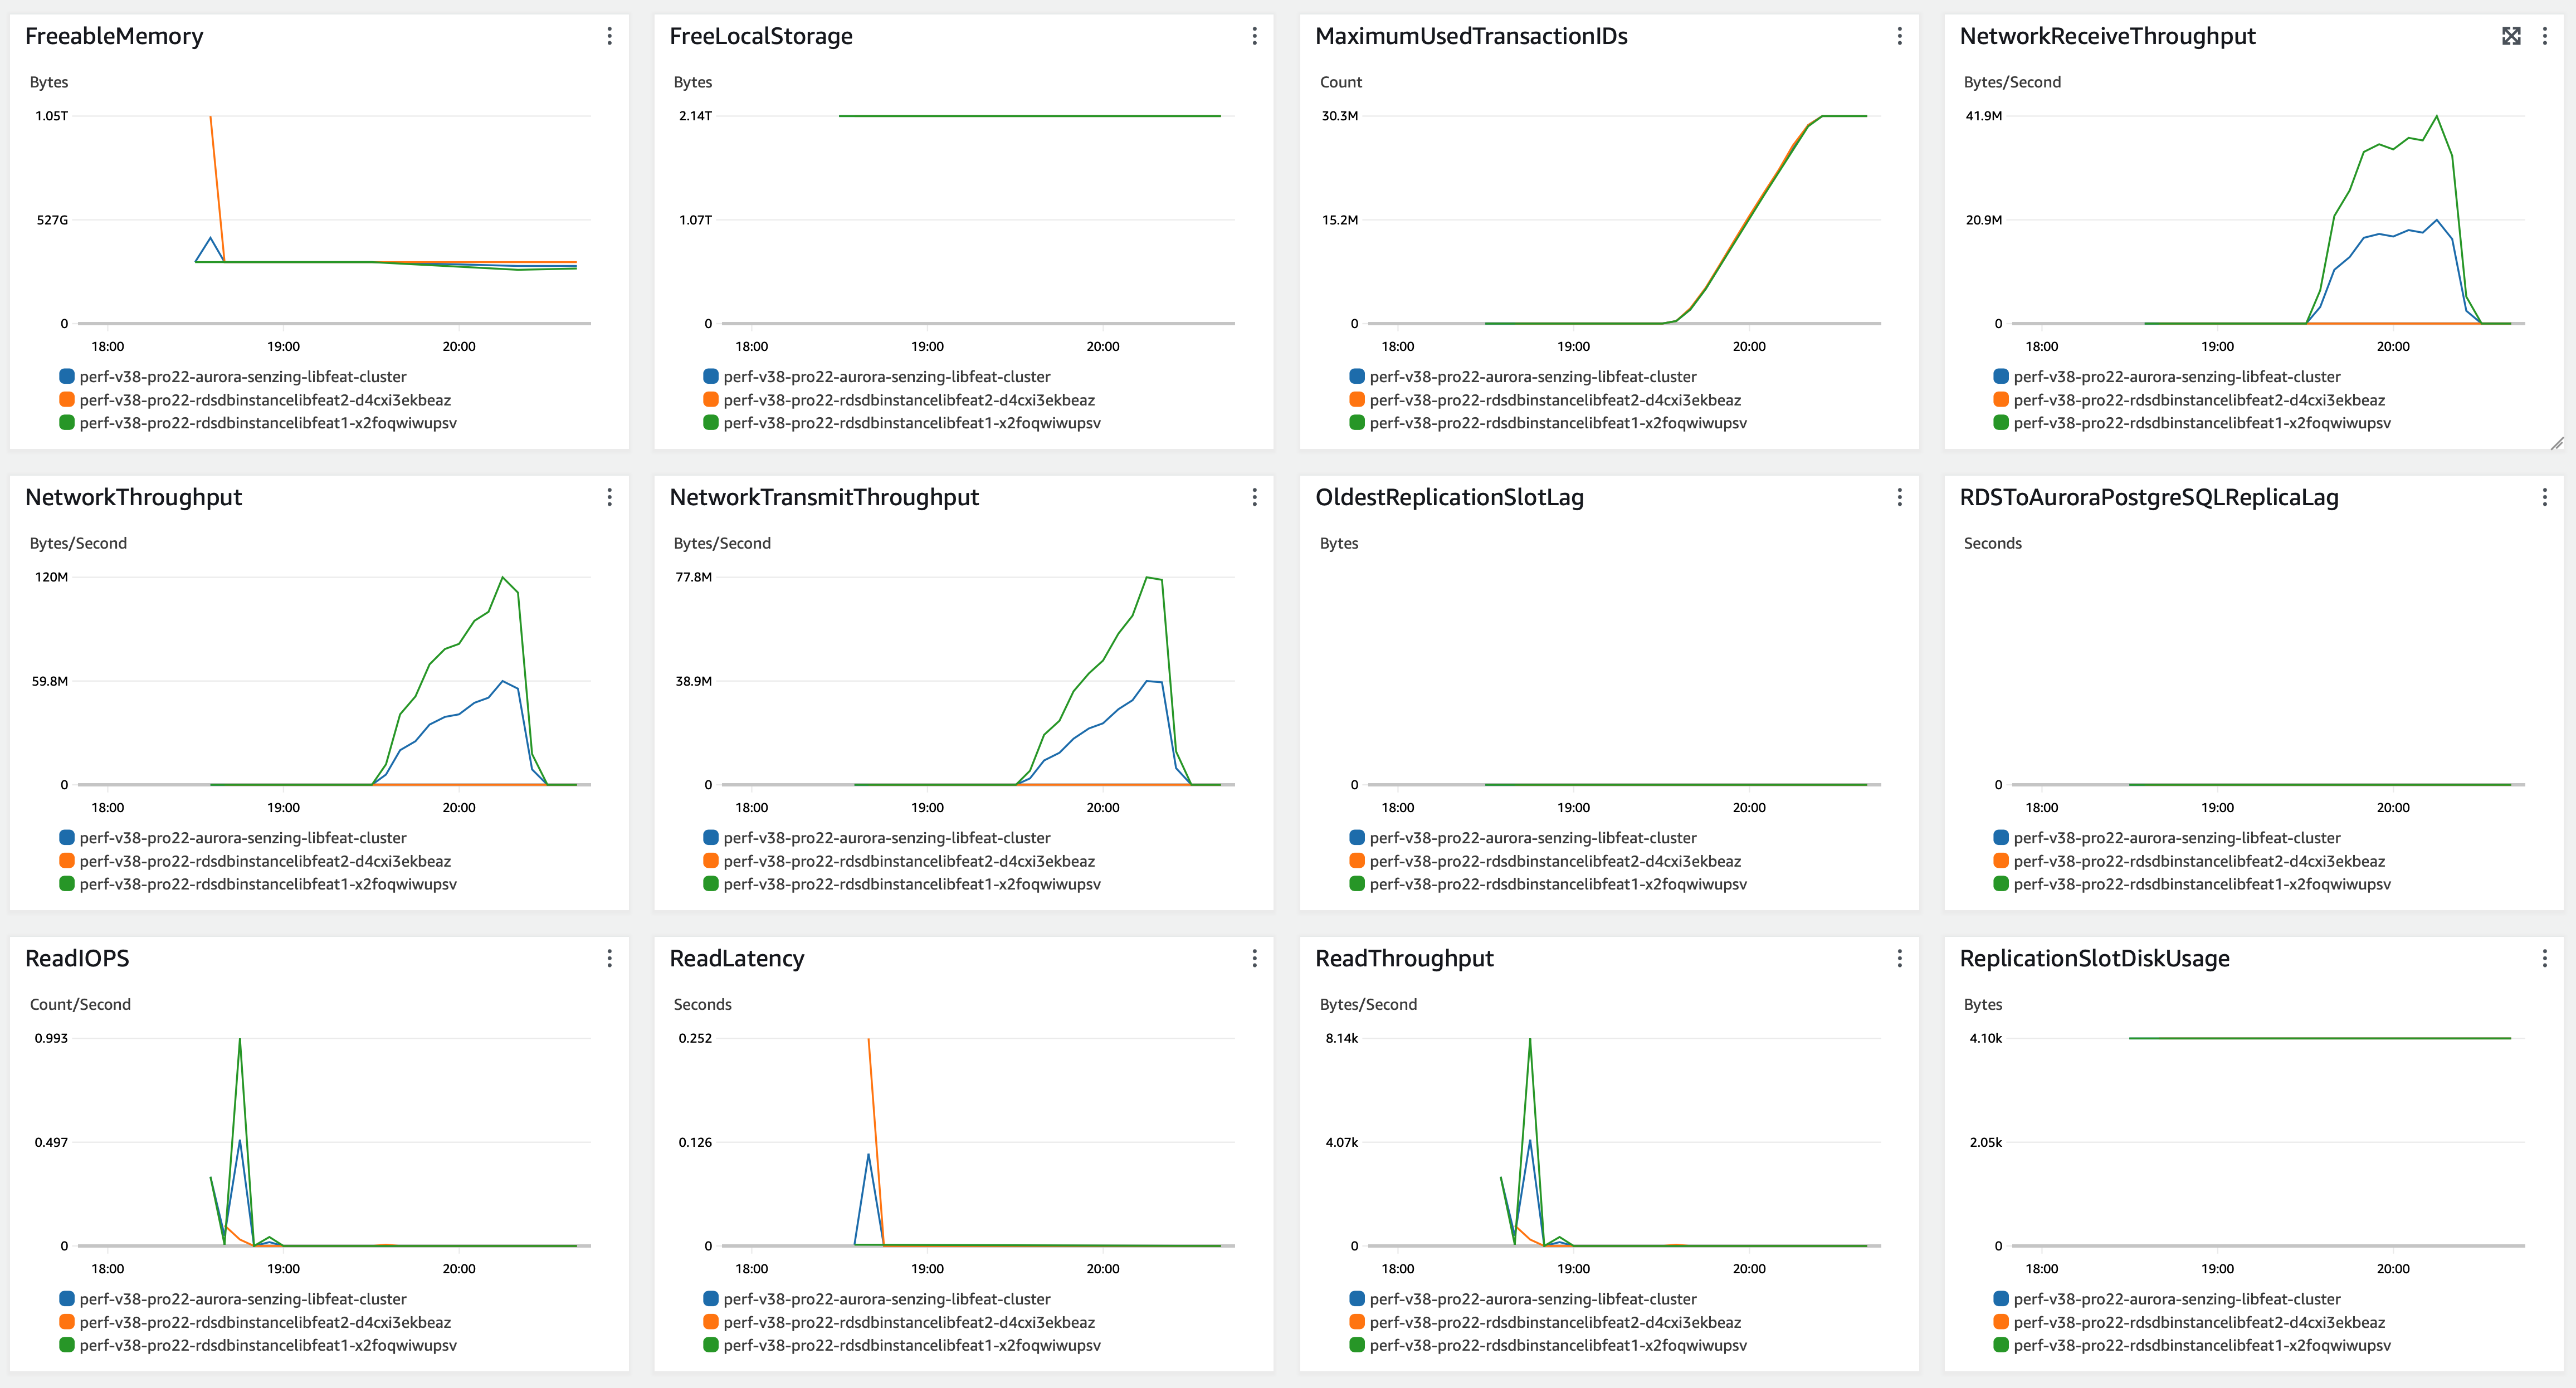 FreeableMemory
Bytes
1.05T
527G
0
18:00 19:00 20:00
perf-v38-pro22-aurora-senzing-libfeat-cluster
perf-v38-pro22-rdsdbinstancelibfeat2-d4cxi3ekbeaz
perf-v38-pro22-rdsdbinstancelibfeat1-x2foqwiwupsv
FreeLocalStorage
Bytes
2.14T
1.07T
0
18:00 19:00 20:00
perf-v38-pro22-aurora-senzing-libfeat-cluster
perf-v38-pro22-rdsdbinstancelibfeat2-d4cxi3ekbeaz
perf-v38-pro22-rdsdbinstancelibfeat1-x2foqwiwupsv
MaximumUsedTransactionIDs
Count
30.3M
15.2M
0
18:00 19:00 20:00
perf-v38-pro22-aurora-senzing-libfeat-cluster
perf-v38-pro22-rdsdbinstancelibfeat2-d4cxi3ekbeaz
perf-v38-pro22-rdsdbinstancelibfeat1-x2foqwiwupsv
NetworkReceiveThroughput
Bytes/Second
41.9M
20.9M
0
18:00 19:00 20:00
perf-v38-pro22-aurora-senzing-libfeat-cluster
perf-v38-pro22-rdsdbinstancelibfeat2-d4cxi3ekbeaz
perf-v38-pro22-rdsdbinstancelibfeat1-x2foqwiwupsv
NetworkThroughput
Bytes/Second
120M
59.8M
0
18:00 19:00 20:00
perf-v38-pro22-aurora-senzing-libfeat-cluster
perf-v38-pro22-rdsdbinstancelibfeat2-d4cxi3ekbeaz
perf-v38-pro22-rdsdbinstancelibfeat1-x2foqwiwupsv
NetworkTransmitThroughput
Bytes/Second
77.8M
38.9M
0
18:00 19:00 20:00
perf-v38-pro22-aurora-senzing-libfeat-cluster
perf-v38-pro22-rdsdbinstancelibfeat2-d4cxi3ekbeaz
perf-v38-pro22-rdsdbinstancelibfeat1-x2foqwiwupsv
OldestReplicationSlotLag
Bytes
0
18:00 19:00 20:00
perf-v38-pro22-aurora-senzing-libfeat-cluster
perf-v38-pro22-rdsdbinstancelibfeat2-d4cxi3ekbeaz
perf-v38-pro22-rdsdbinstancelibfeat1-x2foqwiwupsv
RDSToAuroraPostgreSQLReplicaLag
Seconds
0
18:00 19:00 20:00
perf-v38-pro22-aurora-senzing-libfeat-cluster
perf-v38-pro22-rdsdbinstancelibfeat2-d4cxi3ekbeaz
perf-v38-pro22-rdsdbinstancelibfeat1-x2foqwiwupsv
ReadIOPS
Count/Second
0.993
0.497
0
18:00 19:00 20:00
perf-v38-pro22-aurora-senzing-libfeat-cluster
perf-v38-pro22-rdsdbinstancelibfeat2-d4cxi3ekbeaz
perf-v38-pro22-rdsdbinstancelibfeat1-x2foqwiwupsv
ReadLatency
Seconds
0.252
0.126
0
18:00 19:00 20:00
perf-v38-pro22-aurora-senzing-libfeat-cluster
perf-v38-pro22-rdsdbinstancelibfeat2-d4cxi3ekbeaz
perf-v38-pro22-rdsdbinstancelibfeat1-x2foqwiwupsv
ReadThroughput
Bytes/Second
8.14k
4.07k
0
18:00 19:00 20:00
perf-v38-pro22-aurora-senzing-libfeat-cluster
perf-v38-pro22-rdsdbinstancelibfeat2-d4cxi3ekbeaz
perf-v38-pro22-rdsdbinstancelibfeat1-x2foqwiwupsv
ReplicationSlotDiskUsage
Bytes
4.10k
2.05k
0
18:00 19:00 20:00
perf-v38-pro22-aurora-senzing-libfeat-cluster
perf-v38-pro22-rdsdbinstancelibfeat2-d4cxi3ekbeaz
perf-v38-pro22-rdsdbinstancelibfeat1-x2foqwiwupsv